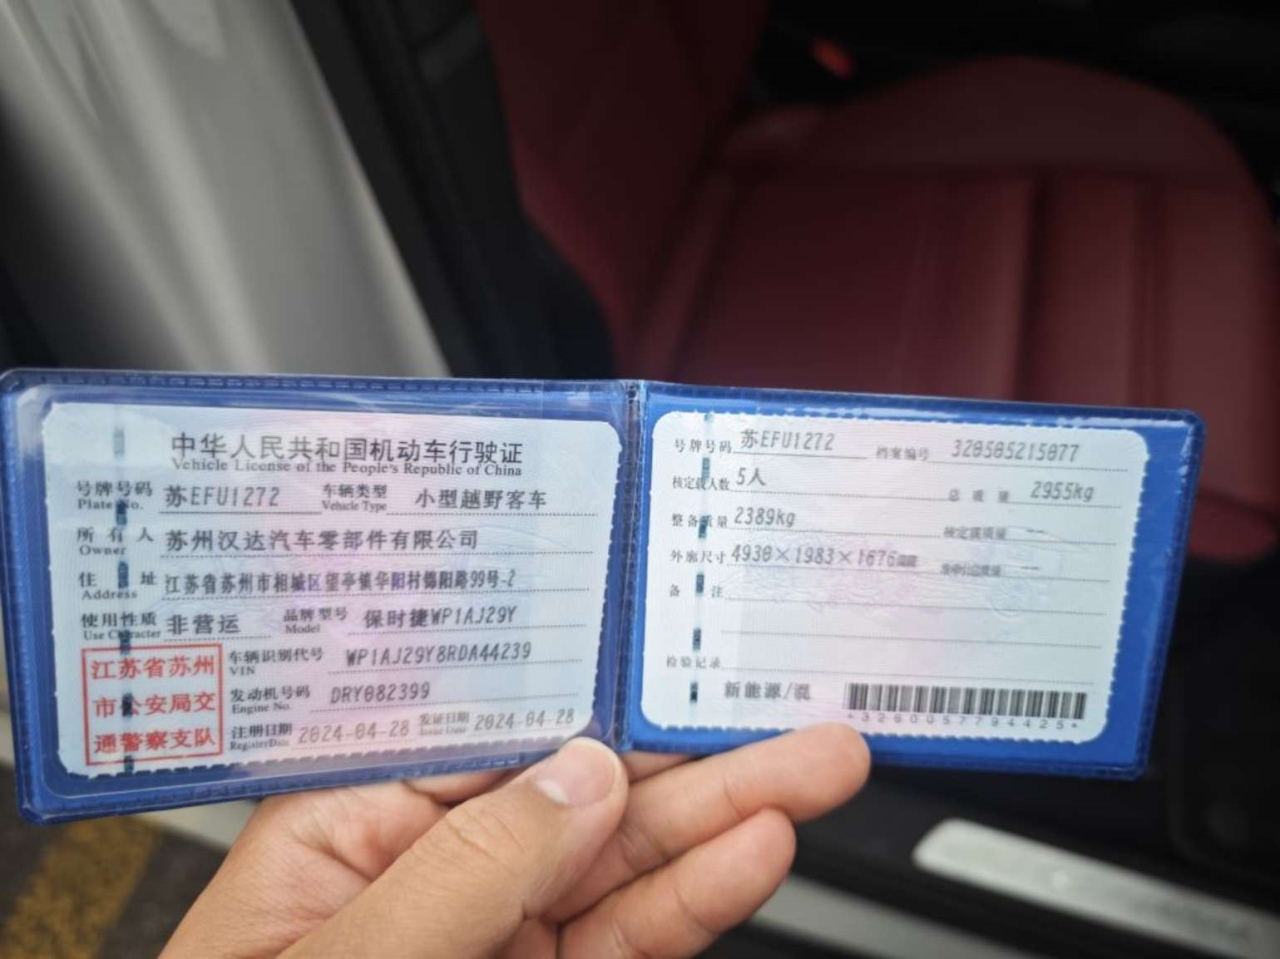 中华人民共和国机动车行驶证
Vehicle License of the People's Republic of China
号牌号码 苏EFU1272 车辆类型 小型越野客车
Plate No. Vehicle Type
所有人 苏州汉达汽车零部件有限公司
Owner
住址 江苏省苏州市相城区望亭镇华阳村锦阳路99号-2
Address
使用性质 非营运 品牌型号 保时捷WP1AJ29Y
Use Character Model
江苏省苏州
市公安局交
通警察支队
车辆识别代号 WP1AJ29Y8RDA44239
VIN
发动机号码 DRY082399
Engine No.
注册日期 2024-04-28 发证日期 2024-04-28
Register Date Issue Date
号牌号码 苏EFU1272 档案编号 320505215077
核定载人数 5人 总质量 2955kg
整备质量 2389kg 核定载质量 --
外廓尺寸 4930×1983×1676 --
备注
检验记录
新能源/混
*3200057794425*